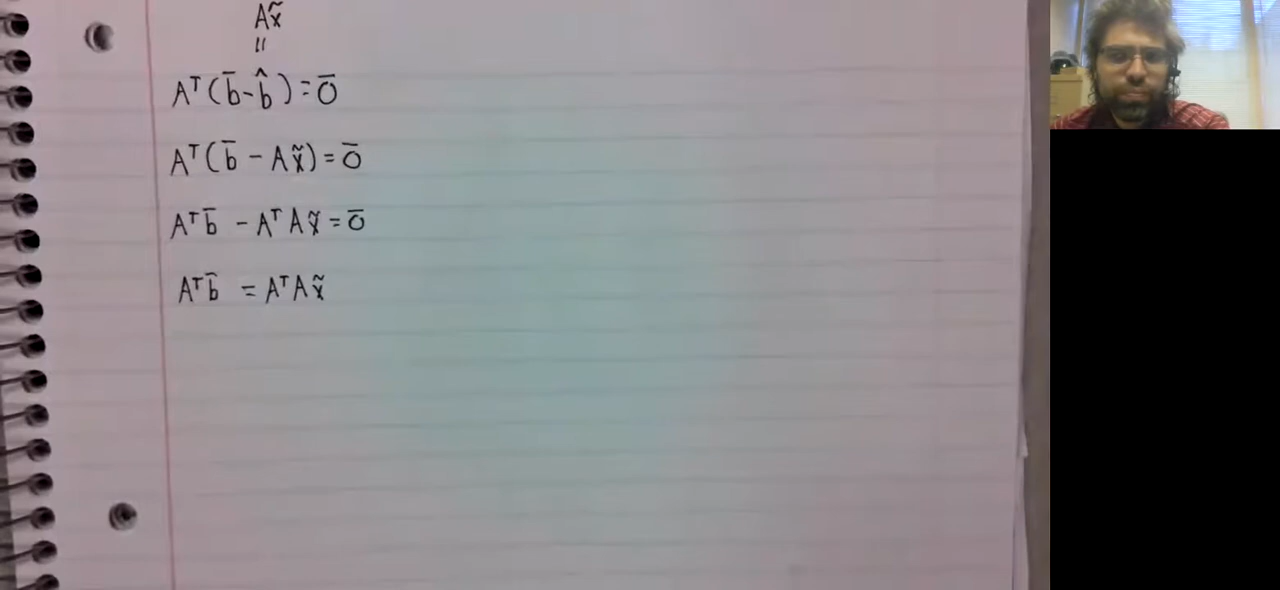 Ax̃
=
Aᵀ(b̄ - b̂) = 0̄
Aᵀ(b̄ - Ax̃) = 0̄
Aᵀb̄ - AᵀAx̃ = 0̄
Aᵀb̄ = AᵀAx̃